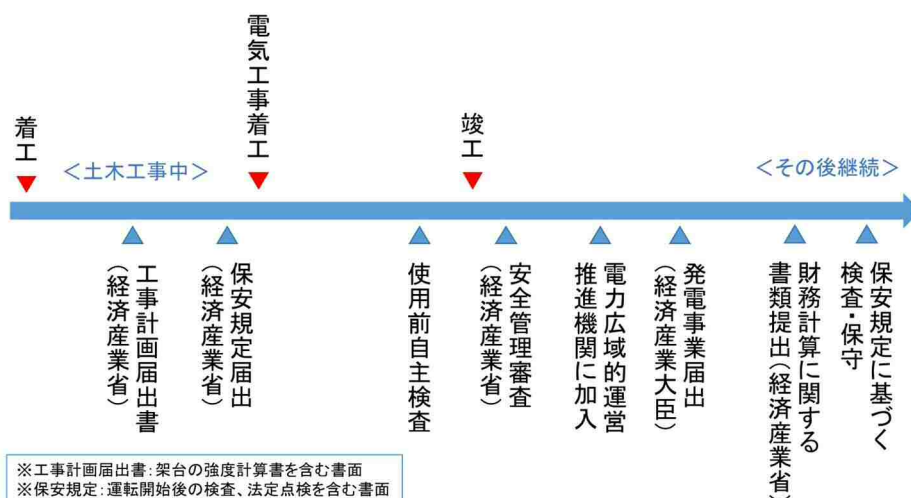 着工
＜土木工事中＞
電気工事着工
竣工
＜その後継続＞
工事計画届出書
（経済産業省）
保安規定届出
（経済産業省）
使用前自主検査
安全管理審査
（経済産業省）
電力広域的運営
推進機関に加入
発電事業届出
（経済産業大臣）
財務計算に関する
書類提出（経済産業省）
保安規定に基づく
検査・保守
※工事計画届出書：架台の強度計算書を含む書面
※保安規定：運転開始後の検査、法定点検を含む書面